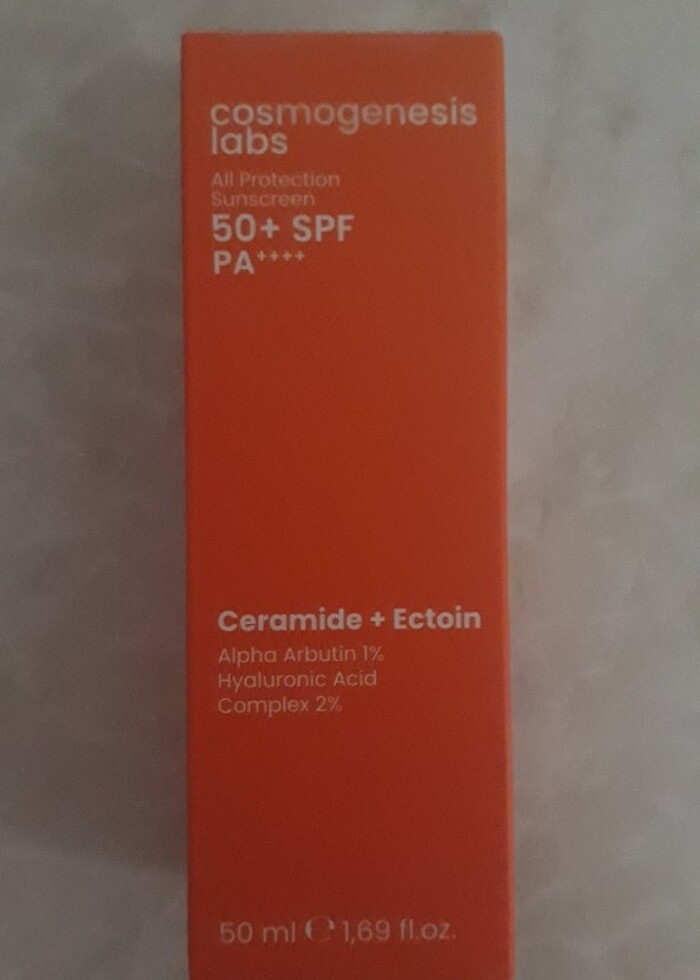 cosmogenesis
labs
All Protection
Sunscreen
50+ SPF
PA++++
Ceramide + Ectoin
Alpha Arbutin 1%
Hyaluronic Acid
Complex 2%
50 ml ℮ 1,69 fl.oz.